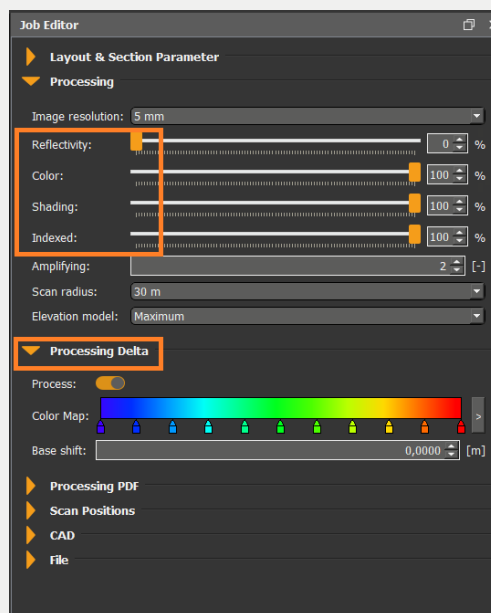 Job Editor
Layout & Section Parameter
Processing
Image resolution: 5 mm
Reflectivity: 0 %
Color: 100 %
Shading: 100 %
Indexed: 100 %
Amplifying: 2 [-]
Scan radius: 30 m
Elevation model: Maximum
Processing Delta
Process:
Color Map: >
Base shift: 0,0000 [m]
Processing PDF
Scan Positions
CAD
File